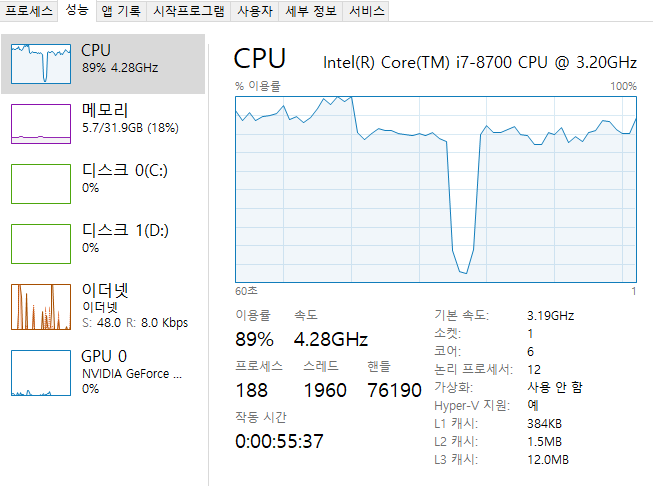 프로세스 성능 앱 기록 시작프로그램 사용자 세부 정보 서비스
CPU
89% 4.28GHz
메모리
5.7/31.9GB (18%)
디스크 0(C:)
0%
디스크 1(D:)
0%
이더넷
이더넷
S: 48.0 R: 8.0 Kbps
GPU 0
NVIDIA GeForce ...
0%
CPU Intel(R) Core(TM) i7-8700 CPU @ 3.20GHz
% 이용률 100%
60초 1
이용률 속도
89% 4.28GHz
프로세스 스레드 핸들
188 1960 76190
작동 시간
0:00:55:37
기본 속도: 3.19GHz
소켓: 1
코어: 6
논리 프로세서: 12
가상화: 사용 안 함
Hyper-V 지원: 예
L1 캐시: 384KB
L2 캐시: 1.5MB
L3 캐시: 12.0MB